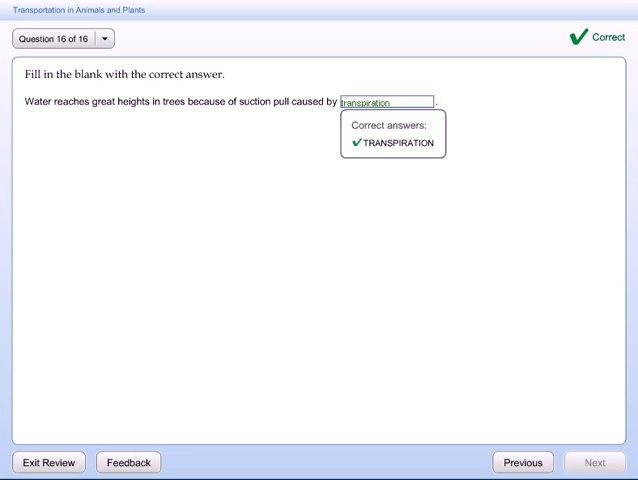 Transportation in Animals and Plants
Question 16 of 16
Correct
Fill in the blank with the correct answer.
Water reaches great heights in trees because of suction pull caused by transpiration .
Correct answers:
TRANSPIRATION
Exit Review
Feedback
Previous
Next